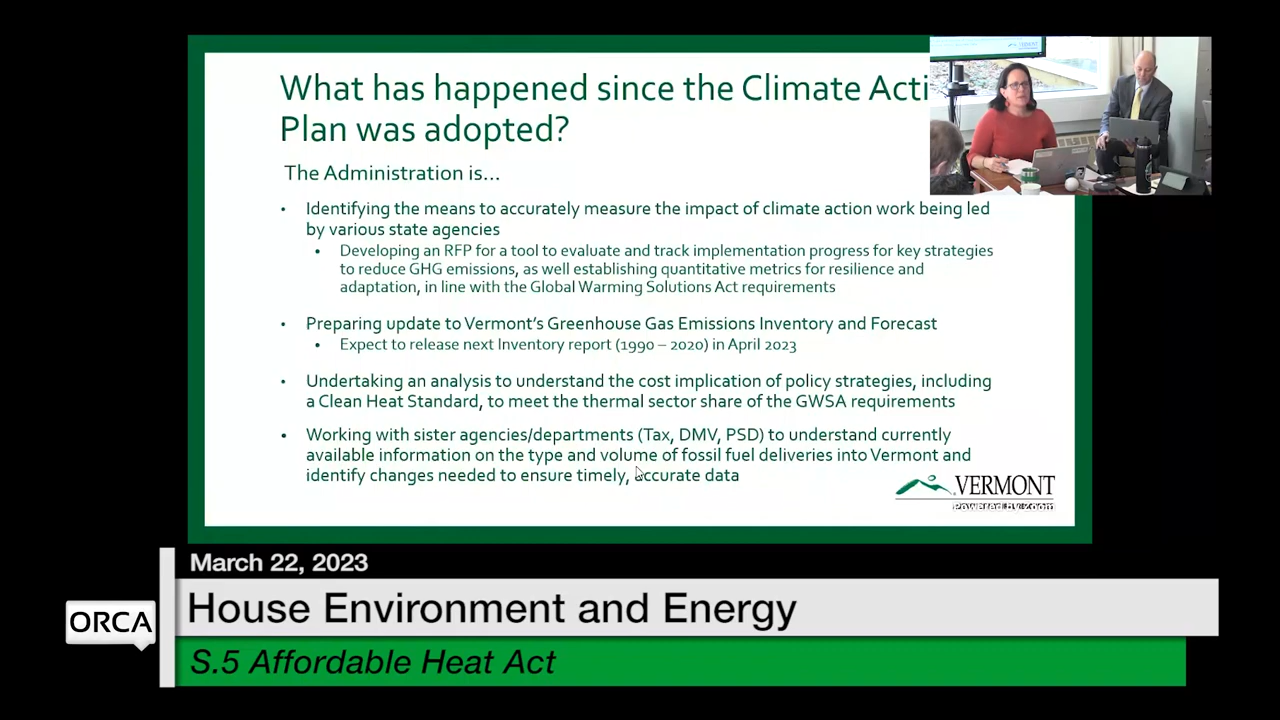 What has happened since the Climate Acti
Plan was adopted?
The Administration is...
• Identifying the means to accurately measure the impact of climate action work being led
by various state agencies
• Developing an RFP for a tool to evaluate and track implementation progress for key strategies
to reduce GHG emissions, as well establishing quantitative metrics for resilience and
adaptation, in line with the Global Warming Solutions Act requirements
• Preparing update to Vermont's Greenhouse Gas Emissions Inventory and Forecast
• Expect to release next Inventory report (1990 – 2020) in April 2023
• Undertaking an analysis to understand the cost implication of policy strategies, including
a Clean Heat Standard, to meet the thermal sector share of the GWSA requirements
• Working with sister agencies/departments (Tax, DMV, PSD) to understand currently
available information on the type and volume of fossil fuel deliveries into Vermont and
identify changes needed to ensure timely, accurate data
VERMONT
Powered by zoom
March 22, 2023
ORCA
House Environment and Energy
S.5 Affordable Heat Act